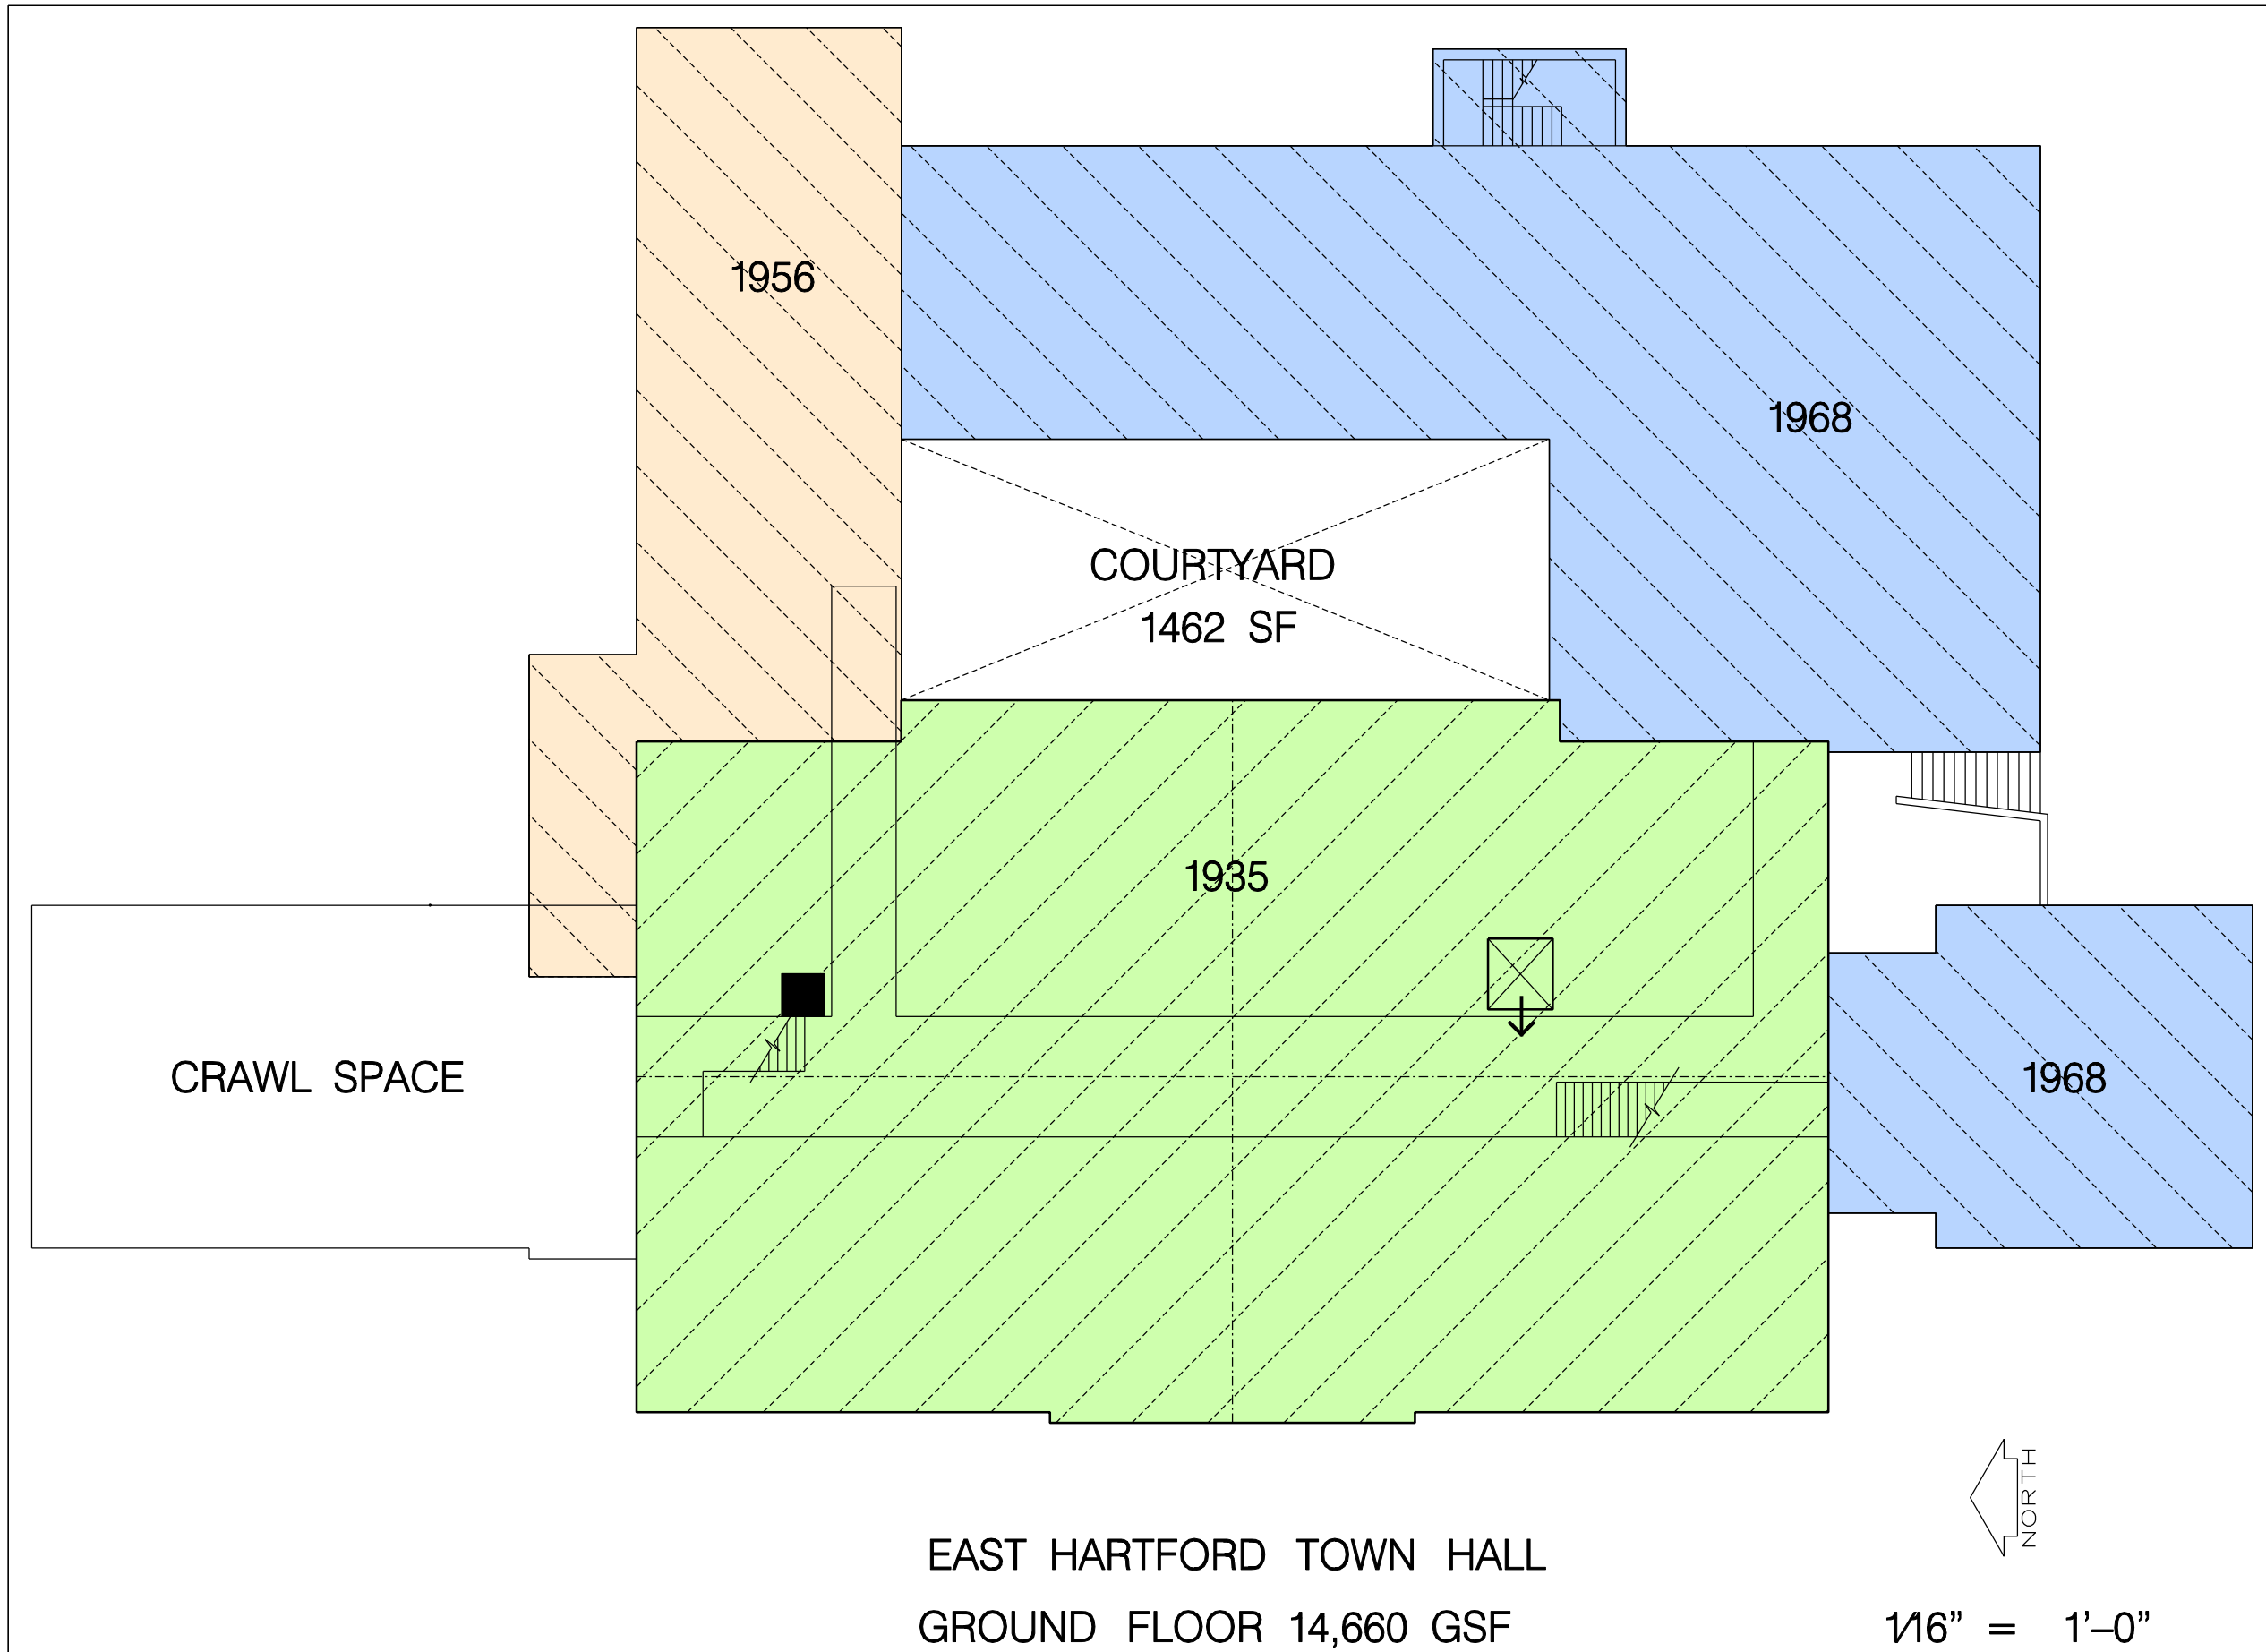 1956
1968
COURTYARD
1462 SF
1935
CRAWL SPACE
1968
NORTH
EAST HARTFORD TOWN HALL
GROUND FLOOR 14,660 GSF
1/16” = 1’–0”